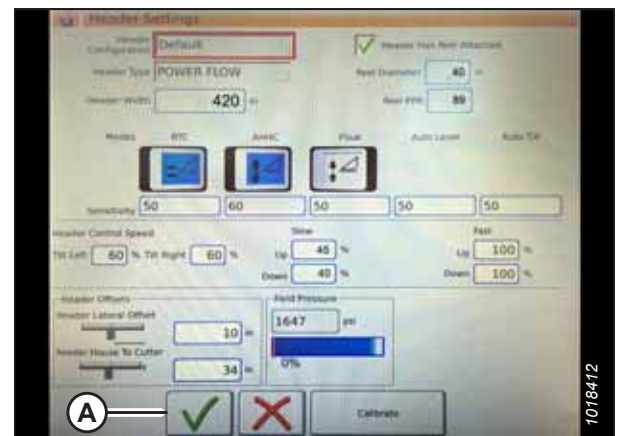 Header Settings
Header Configuration Default
Header Has Reel Attached
Header Type POWER FLOW
Reel Diameter 40 in
Header Width 420 in
Reel PPR 89
Modes RTC AHHC Float Auto Level Auto Tilt
Sensitivity 50 60 50 50 50
Header Control Speed
Slow Fast
Tilt Left 60 % Tilt Right 60 % Up 45 % Up 100 %
Down 40 % Down 100 %
Header Offsets Field Pressure
Header Lateral Offset 1647 psi
10 in
Feeder House To Cutter 0%
34 in
A Calibrate
1018412